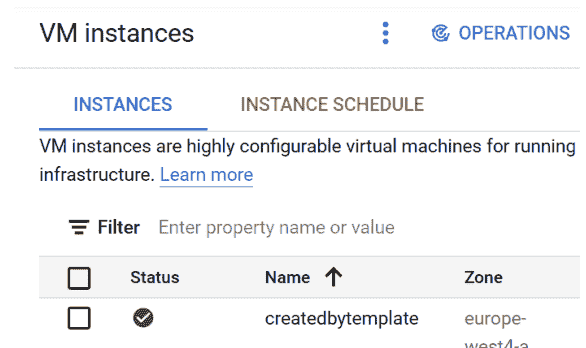 VM instances
OPERATIONS
INSTANCES INSTANCE SCHEDULE
VM instances are highly configurable virtual machines for running
infrastructure. Learn more
Filter Enter property name or value
Status Name Zone
createdbytemplate europe-
west4-a